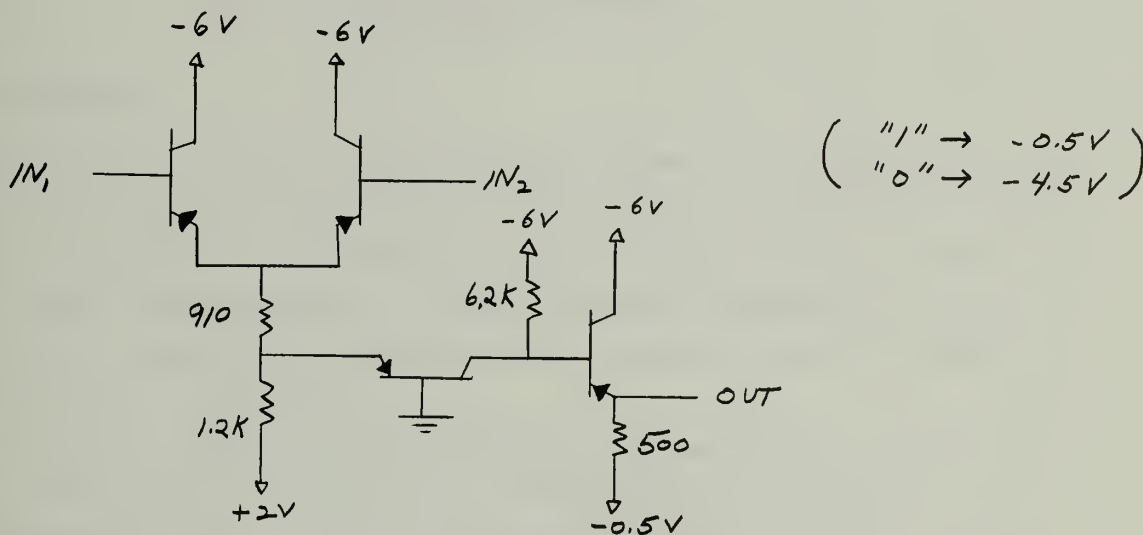 -6V
-6V
"1" → -0.5V
"0" → -4.5V
IN₁
IN₂
-6V
-6V
910
6.2K
OUT
1.2K
500
+2V
-0.5V